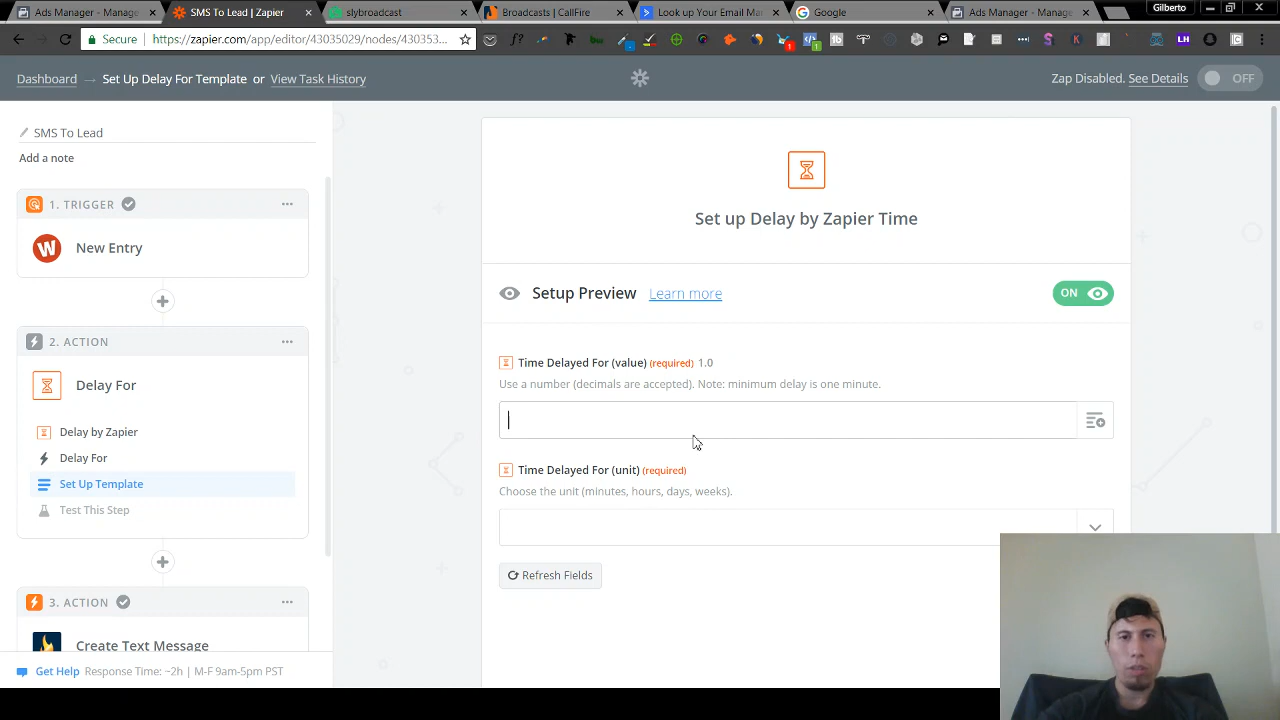 Ads Manager - Manage
SMS To Lead | Zapier
slybroadcast
Broadcasts | CallFire
Look up Your Email Mar
Google
Ads Manager - Manage
Gilberto
Secure
https://zapier.com/app/editor/43035029/nodes/430353...
Dashboard → Set Up Delay For Template or View Task History
Zap Disabled. See Details
OFF
SMS To Lead
Add a note
1. TRIGGER
New Entry
2. ACTION
Delay For
Delay by Zapier
Delay For
Set Up Template
Test This Step
3. ACTION
Create Text Message
Get Help Response Time: ~2h | M-F 9am-5pm PST
Set up Delay by Zapier Time
Setup Preview Learn more
ON
Time Delayed For (value) (required) 1.0
Use a number (decimals are accepted). Note: minimum delay is one minute.
Time Delayed For (unit) (required)
Choose the unit (minutes, hours, days, weeks).
Refresh Fields